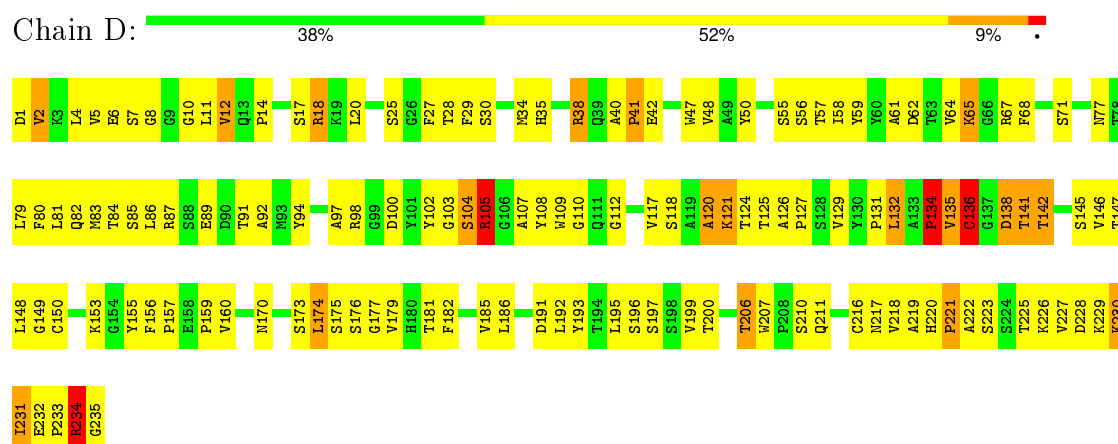 Chain D:
38% 52% 9% •
D1 V2 K3 L4 V5 E6 S7 G8 G9 G10 L11 V12 Q13 P14 S17 R18 K19 L20 S25 G26 F27 T28 F29 S30 M34 H35 R38 Q39 A40 P41 E42 W47 V48 A49 Y50 S55 S56 T57 I58 Y59 Y60 A61 D62 T63 V64 K65 G66 R67 F68 S71 N77 T78
L79 F80 L81 Q82 M83 T84 S85 L86 R87 S88 E89 D90 T91 A92 M93 Y94 A97 R98 G99 D100 Y101 Y102 G103 S104 R105 G106 A107 Y108 W109 G110 Q111 G112 V117 S118 A119 A120 K121 T124 T125 A126 P127 S128 V129 Y130 P131 L132 A133 P134 V135 C136 G137 D138 T141 T142 S145 V146 T147
L148 G149 C150 K153 G154 Y155 F156 P157 E158 P159 V160 N170 S173 L174 S175 S176 G177 V179 H180 T181 F182 V185 L186 D191 L192 Y193 T194 L195 S196 S197 S198 V199 T200 T206 W207 P208 S210 Q211 C216 N217 V218 A219 H220 P221 A222 S223 S224 T225 K226 V227 D228 K229 K230
I231 E232 P233 R234 G235